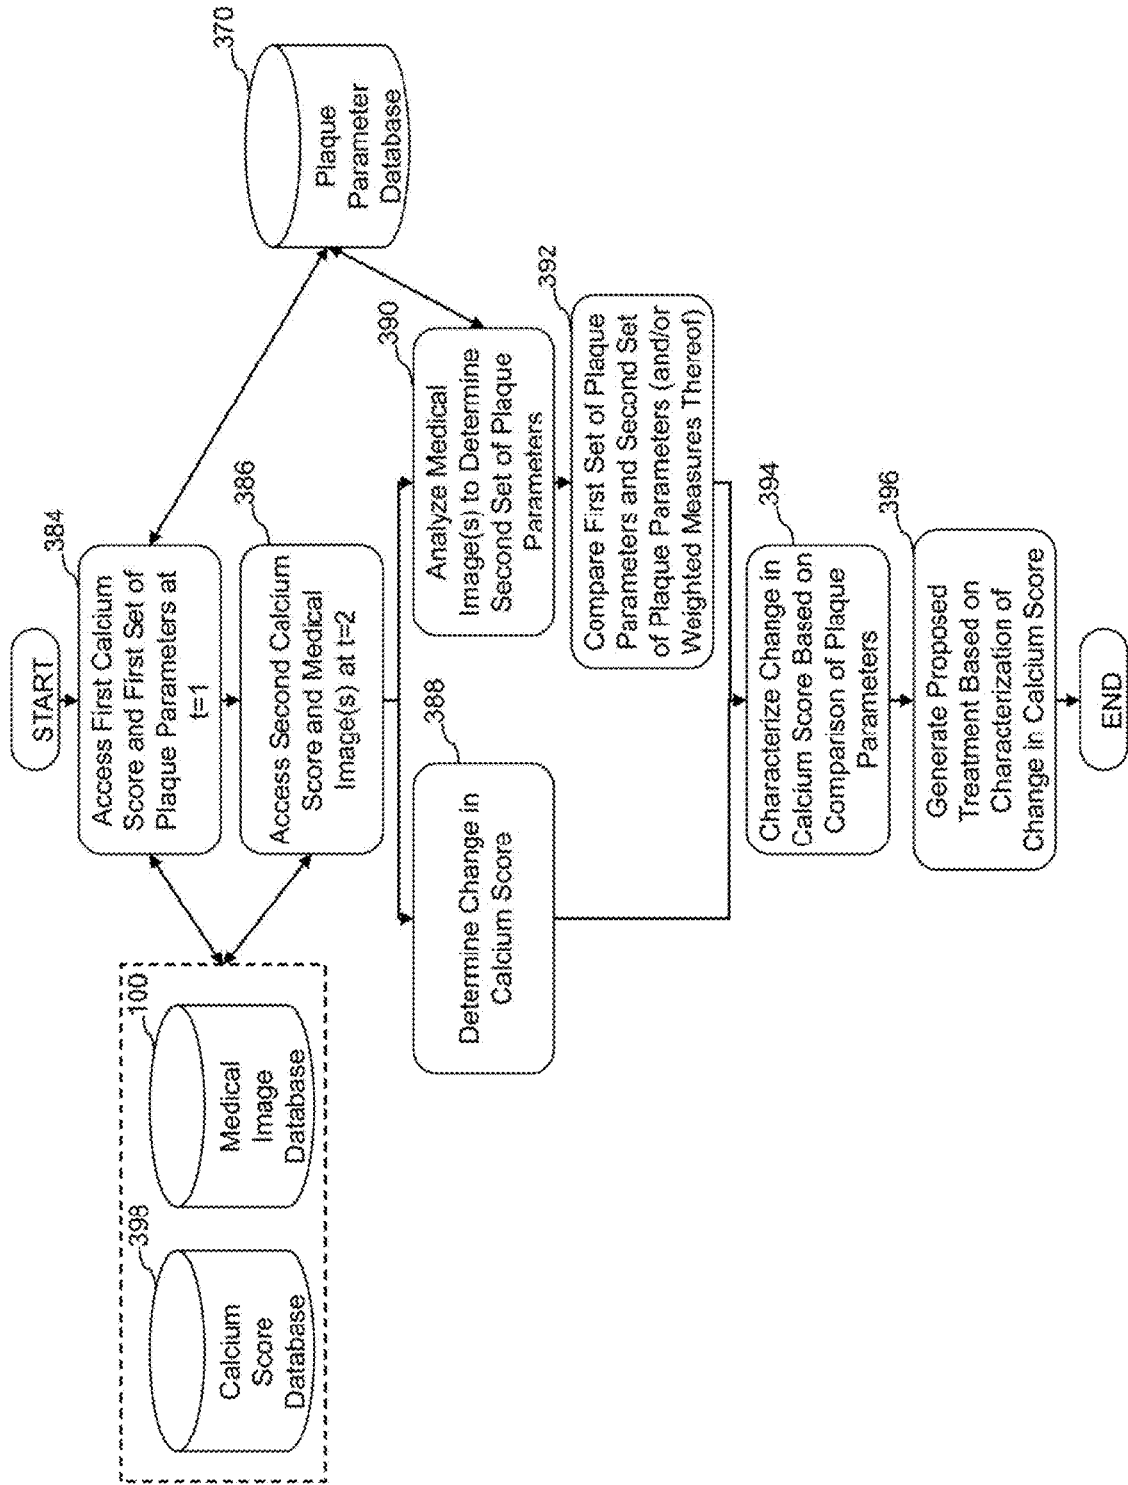 START
384
Access First Calcium
Score and First Set of
Plaque Parameters at
t=1
386
Access Second Calcium
Score and Medical
Image(s) at t=2
398
Calcium
Score
Database
100
Medical
Image
Database
370
Plaque
Parameter
Database
388
Determine Change in
Calcium Score
390
Analyze Medical
Image(s) to Determine
Second Set of Plaque
Parameters
392
Compare First Set of Plaque
Parameters and Second Set
of Plaque Parameters (and/or
Weighted Measures Thereof)
394
Characterize Change in
Calcium Score Based on
Comparison of Plaque
Parameters
396
Generate Proposed
Treatment Based on
Characterization of
Change in Calcium Score
END